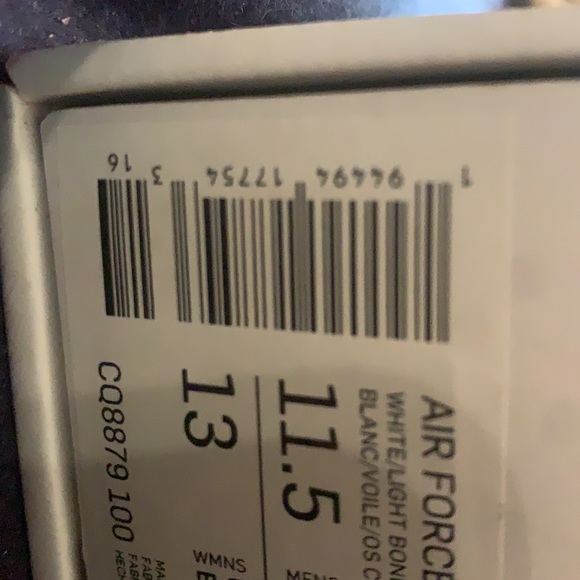 AIR FORCE
WHITE/LIGHT BON
BLANC/VOILE/OS C
11.5
MENS
13
WMNS
CQ8879 100
1 94494 17754 3 16